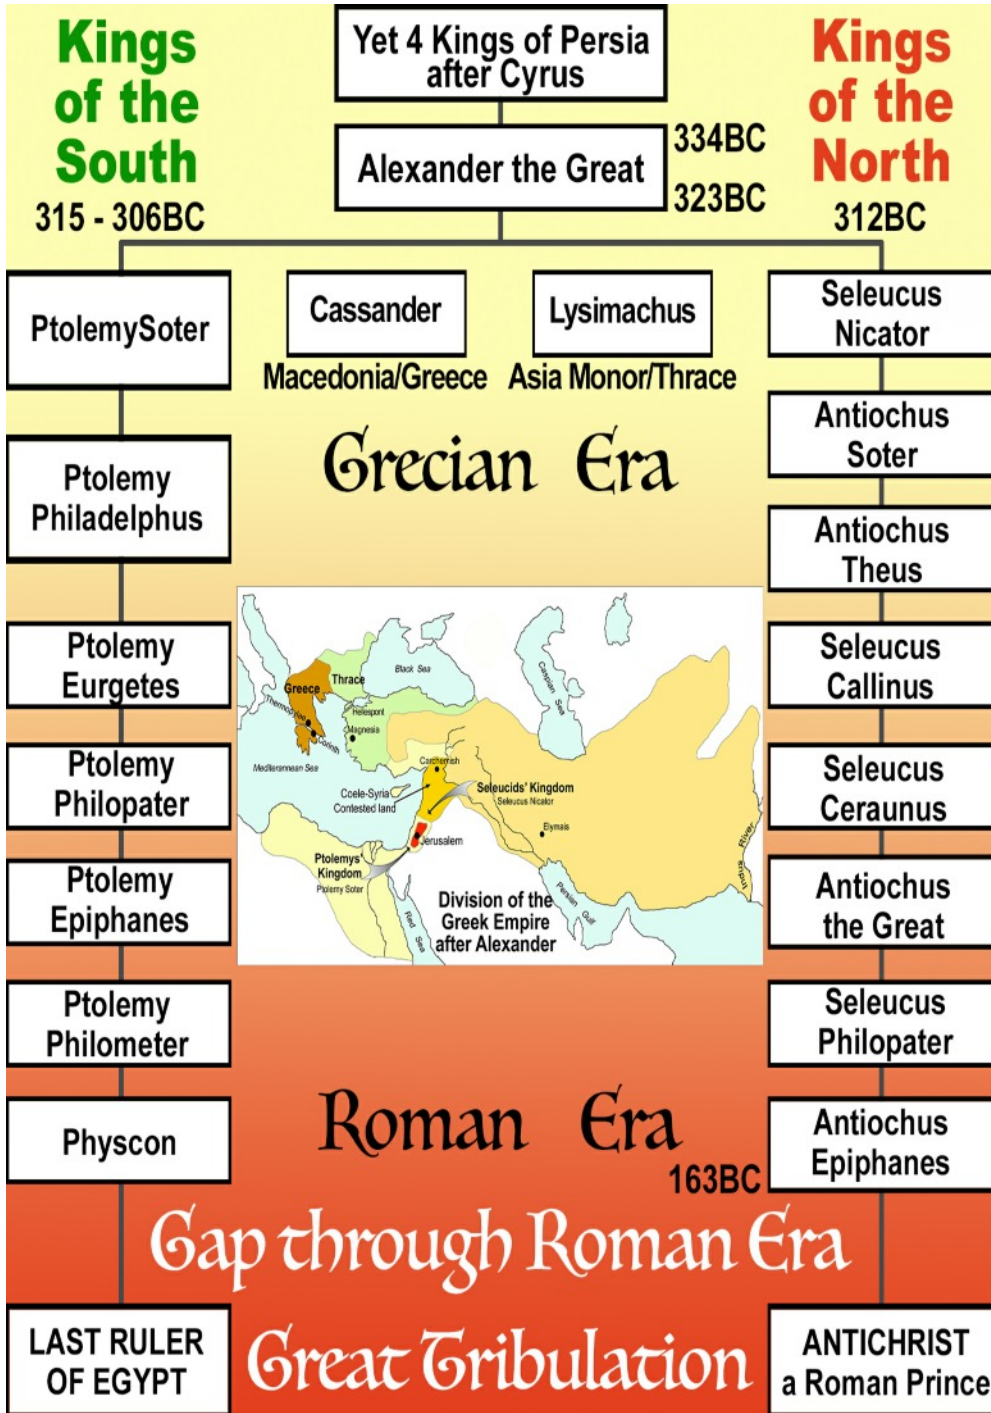 Kings
of the
South
315 - 306BC
Yet 4 Kings of Persia
after Cyrus
Alexander the Great
334BC
323BC
Kings
of the
North
312BC
PtolemySoter
Cassander
Macedonia/Greece
Lysimachus
Asia Monor/Thrace
Seleucus
Nicator
Antiochus
Soter
Grecian Era
Ptolemy
Philadelphus
Antiochus
Theus
Ptolemy
Eurgetes
Seleucus
Callinus
Ptolemy
Philopater
Seleucus
Ceraunus
Ptolemy
Epiphanes
Antiochus
the Great
Black Sea
Caspian Sea
Greece
Thrace
Helespont
Thermopylae
Magnesia
Corinth
Mediterannean Sea
Carchemish
Coele-Syria
Contested land
Seleucids' Kingdom
Seleucus Nicator
Elymais
Jerusalem
Indus River
Ptolemys'
Kingdom
Ptolemy Soter
Persian Gulf
Red Sea
Division of the
Greek Empire
after Alexander
Ptolemy
Philometer
Seleucus
Philopater
Physcon
Roman Era
163BC
Antiochus
Epiphanes
Gap through Roman Era
LAST RULER
OF EGYPT
Great Tribulation
ANTICHRIST
a Roman Prince